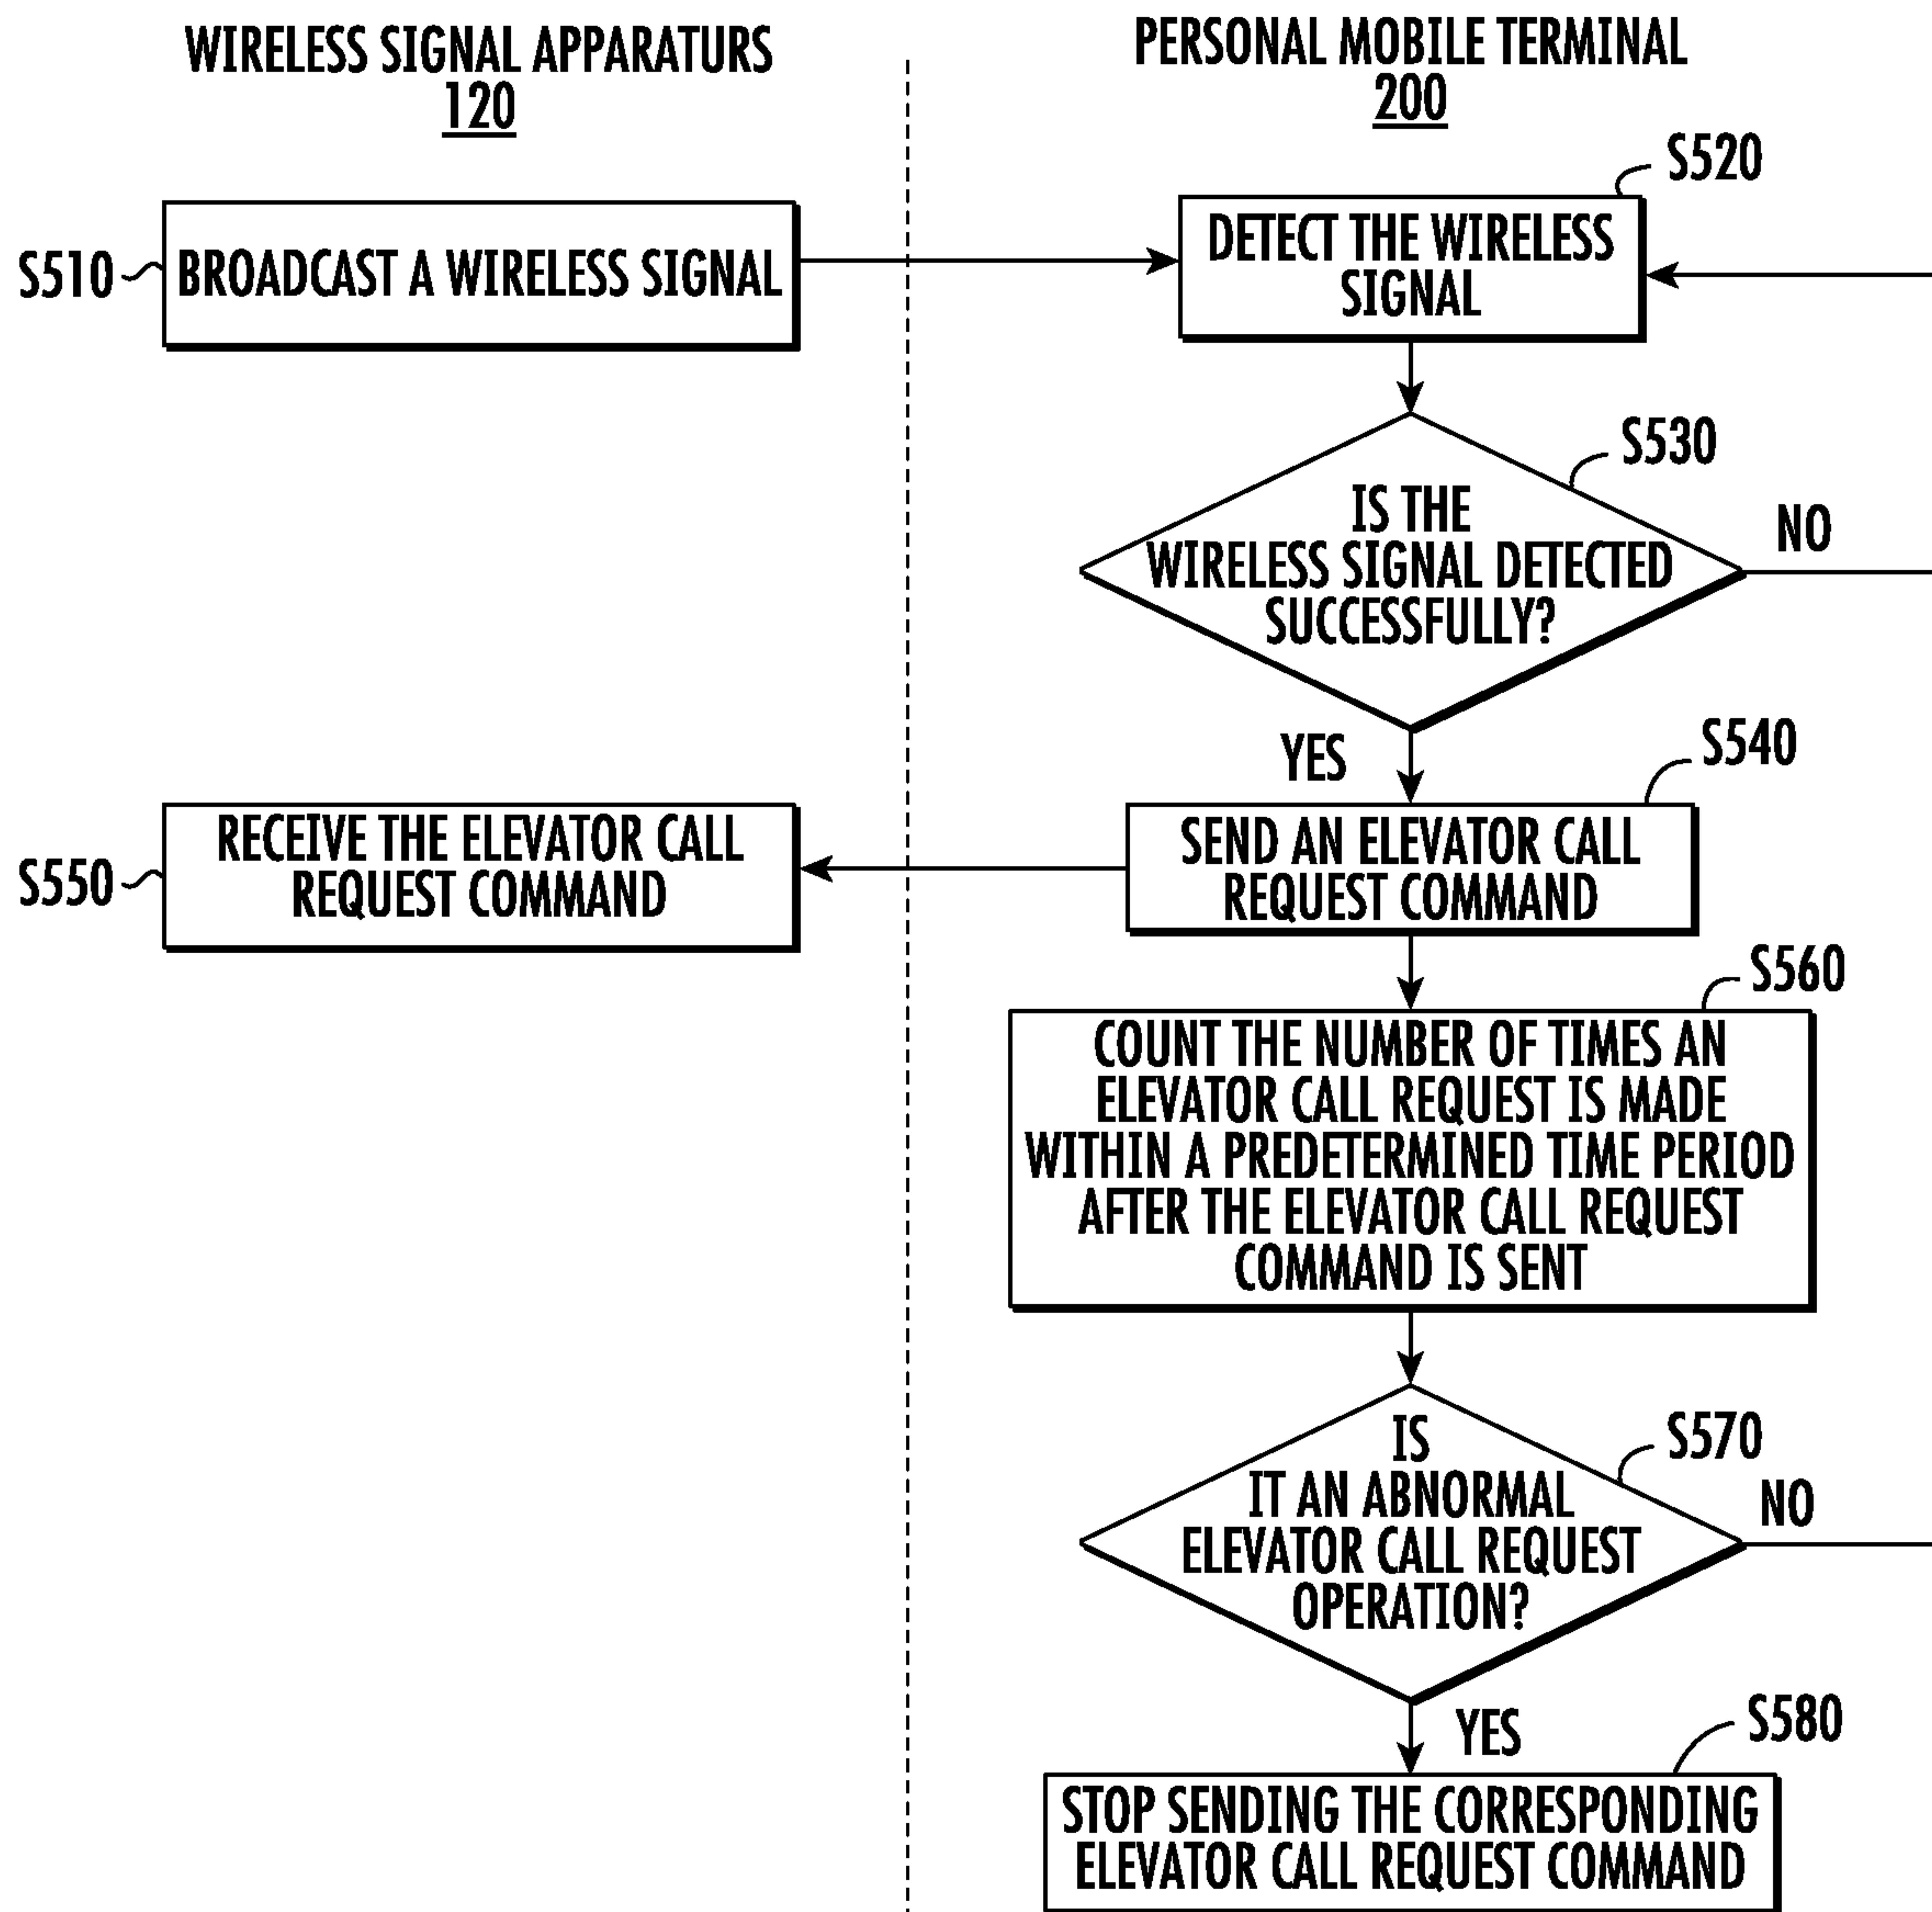 WIRELESS SIGNAL APPARATURS
120
PERSONAL MOBILE TERMINAL
200
S510
BROADCAST A WIRELESS SIGNAL
S520
DETECT THE WIRELESS
SIGNAL
S530
IS THE
WIRELESS SIGNAL DETECTED
SUCCESSFULLY?
NO
YES
S540
SEND AN ELEVATOR CALL
REQUEST COMMAND
S550
RECEIVE THE ELEVATOR CALL
REQUEST COMMAND
S560
COUNT THE NUMBER OF TIMES AN
ELEVATOR CALL REQUEST IS MADE
WITHIN A PREDETERMINED TIME PERIOD
AFTER THE ELEVATOR CALL REQUEST
COMMAND IS SENT
S570
IS
IT AN ABNORMAL
ELEVATOR CALL REQUEST
OPERATION?
NO
YES
S580
STOP SENDING THE CORRESPONDING
ELEVATOR CALL REQUEST COMMAND